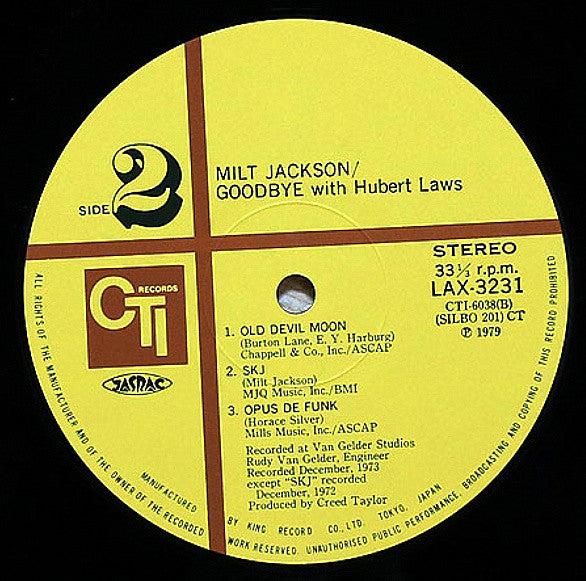 SIDE 2
MILT JACKSON/
GOODBYE with Hubert Laws
STEREO
33⅓ r.p.m.
LAX-3231
CTI-6038(B)
(SILBO 201) CT
Ⓟ 1979
CTI RECORDS
JASRAC
1. OLD DEVIL MOON
(Burton Lane, E. Y. Harburg)
Chappell & Co., Inc./ASCAP
2. SKJ
(Milt Jackson)
MJQ Music, Inc./BMI
3. OPUS DE FUNK
(Horace Silver)
Mills Music, Inc./ASCAP
Recorded at Van Gelder Studios
Rudy Van Gelder, Engineer
Recorded December, 1973
except "SKJ" recorded
December, 1972
Produced by Creed Taylor
MANUFACTURED BY KING RECORD CO., LTD. TOKYO, JAPAN
ALL RIGHTS OF THE MANUFACTURER AND OF THE OWNER OF THE RECORDED WORK RESERVED. UNAUTHORISED PUBLIC PERFORMANCE, BROADCASTING AND COPYING OF THIS RECORD PROHIBITED